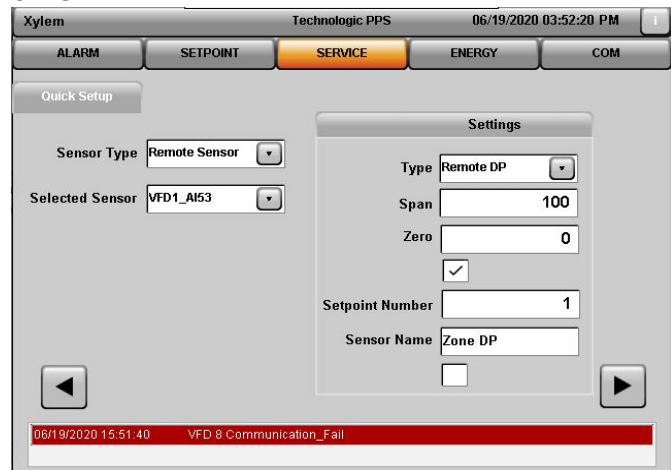 Xylem Technologic PPS 06/19/2020 03:52:20 PM i
ALARM SETPOINT SERVICE ENERGY COM
Quick Setup
Settings
Sensor Type Remote Sensor
Type Remote DP
Selected Sensor VFD1_AI53
Span 100
Zero 0
Setpoint Number 1
Sensor Name Zone DP
06/19/2020 15:51:40 VFD 8 Communication_Fail